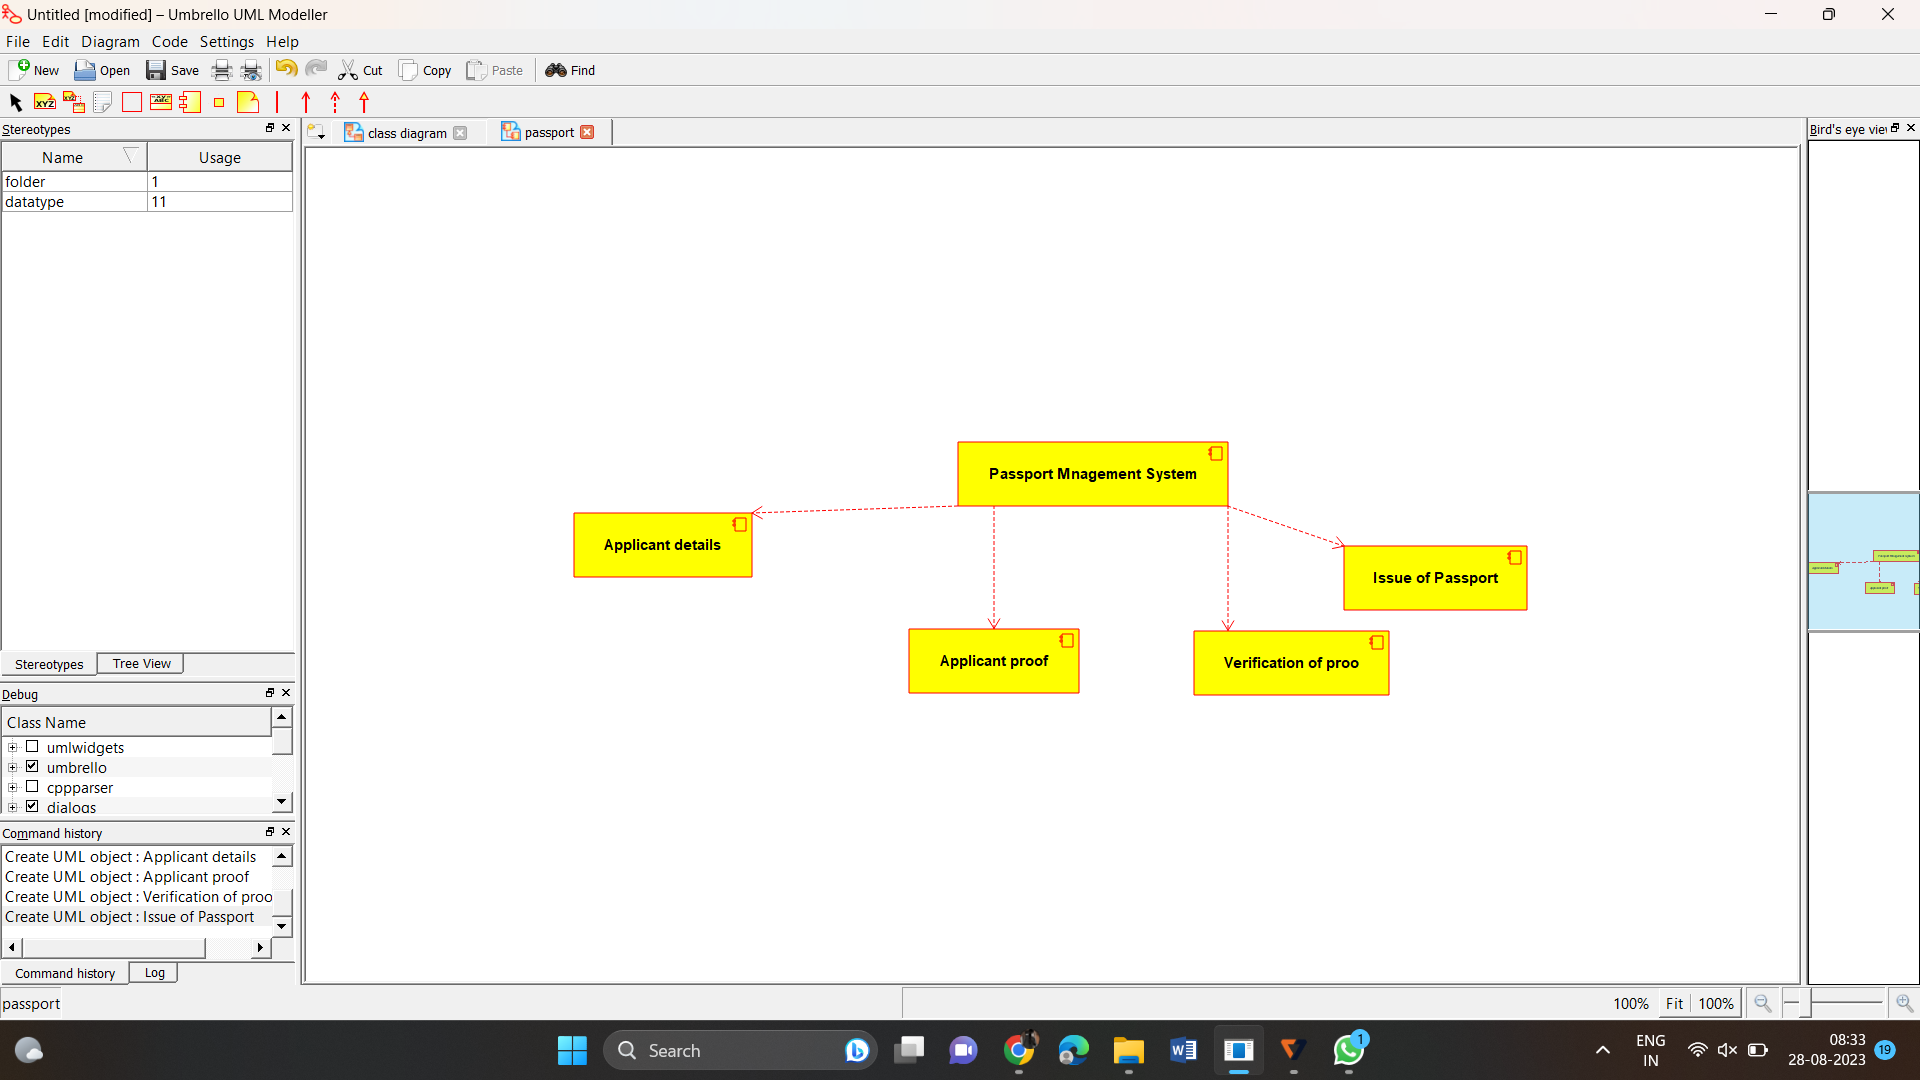 Untitled [modified] – Umbrello UML Modeller
File Edit Diagram Code Settings Help
New Open Save Cut Copy Paste Find
XYZ
Stereotypes
Name Usage
folder 1
datatype 11
Stereotypes Tree View
Debug
Class Name
umlwidgets
umbrello
cppparser
dialogs
Command history
Create UML object : Applicant details
Create UML object : Applicant proof
Create UML object : Verification of proo
Create UML object : Issue of Passport
Command history Log
passport
class diagram passport
Passport Mnagement System
Applicant details
Issue of Passport
Applicant proof
Verification of proo
Bird's eye vie
100% Fit 100%
Search
1
ENG
IN
08:33
28-08-2023
19